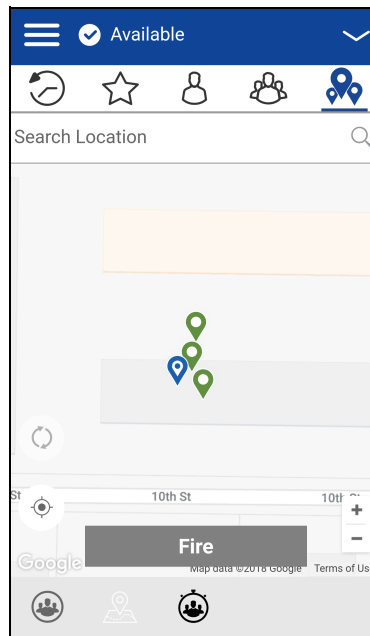 Available
Search Location
St
10th St
10th St
+
Fire
−
Google
Map data ©2018 Google
Terms of Us